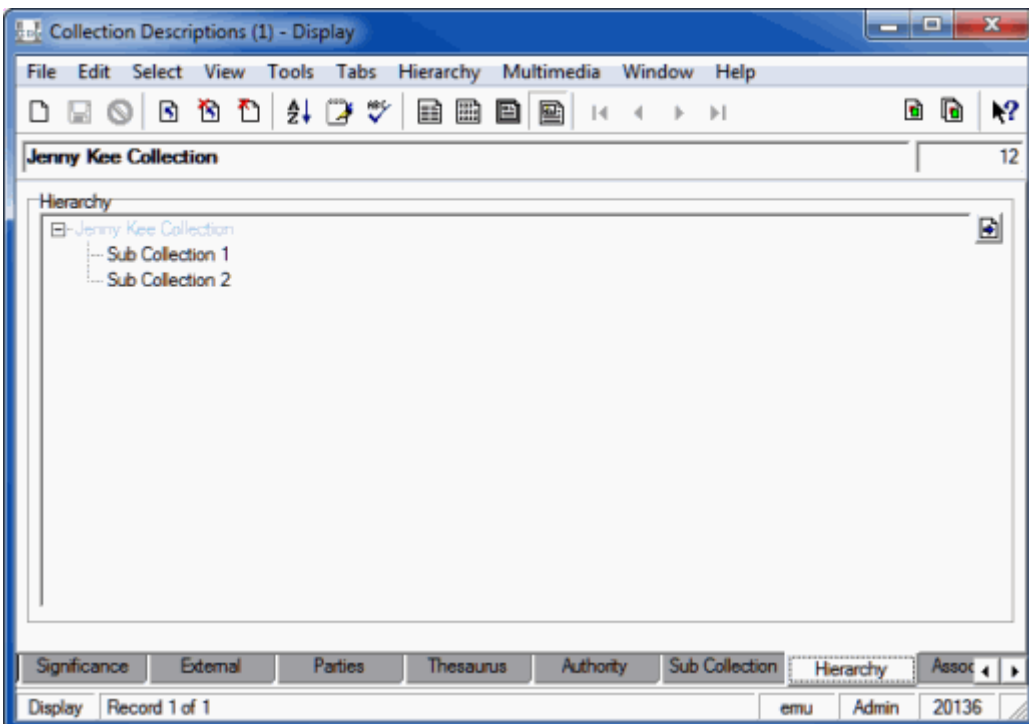 Collection Descriptions (1) - Display
File Edit Select View Tools Tabs Hierarchy Multimedia Window Help
Jenny Kee Collection 12
Hierarchy
Jenny Kee Collection
Sub Collection 1
Sub Collection 2
Significance External Parties Thesaurus Authority Sub Collection Hierarchy Assoc
Display Record 1 of 1 emu Admin 20136